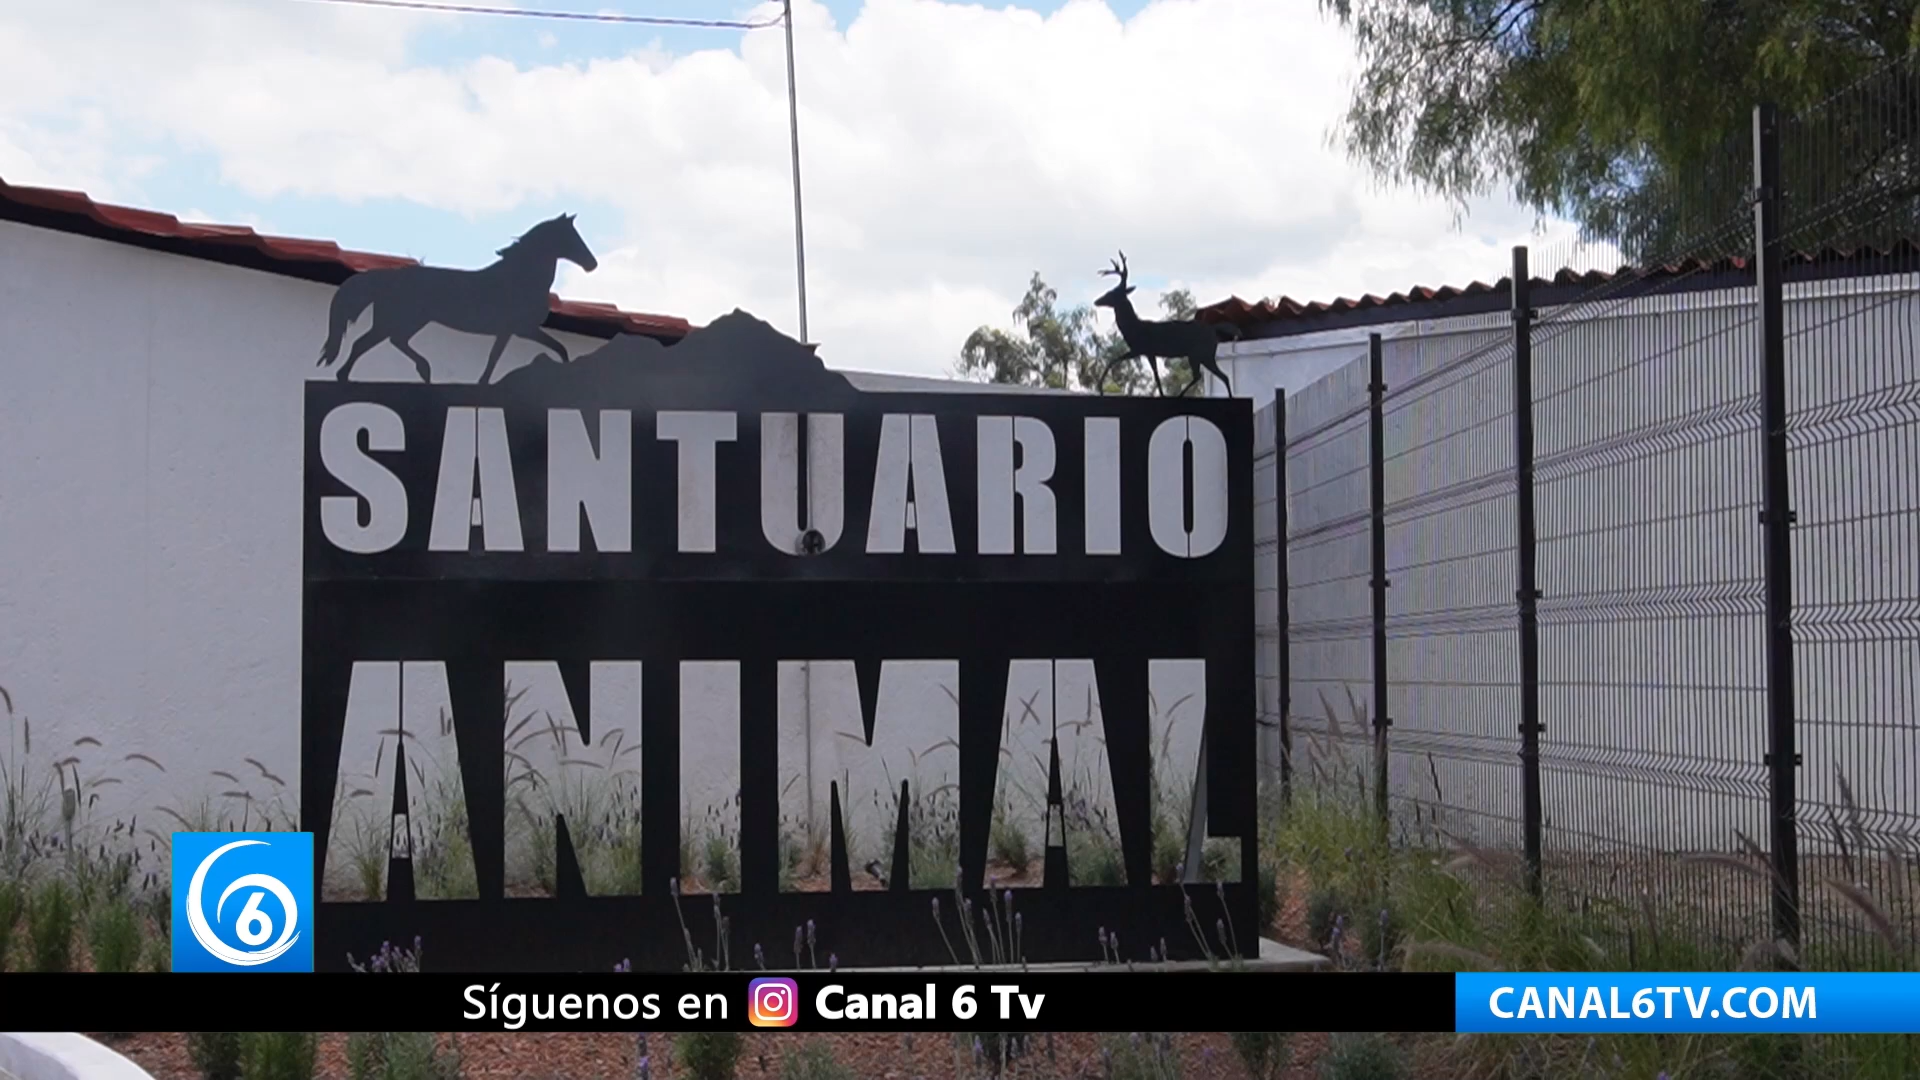 SANTUARIO
ANIMAL
6
Síguenos en Canal 6 Tv
CANAL6TV.COM